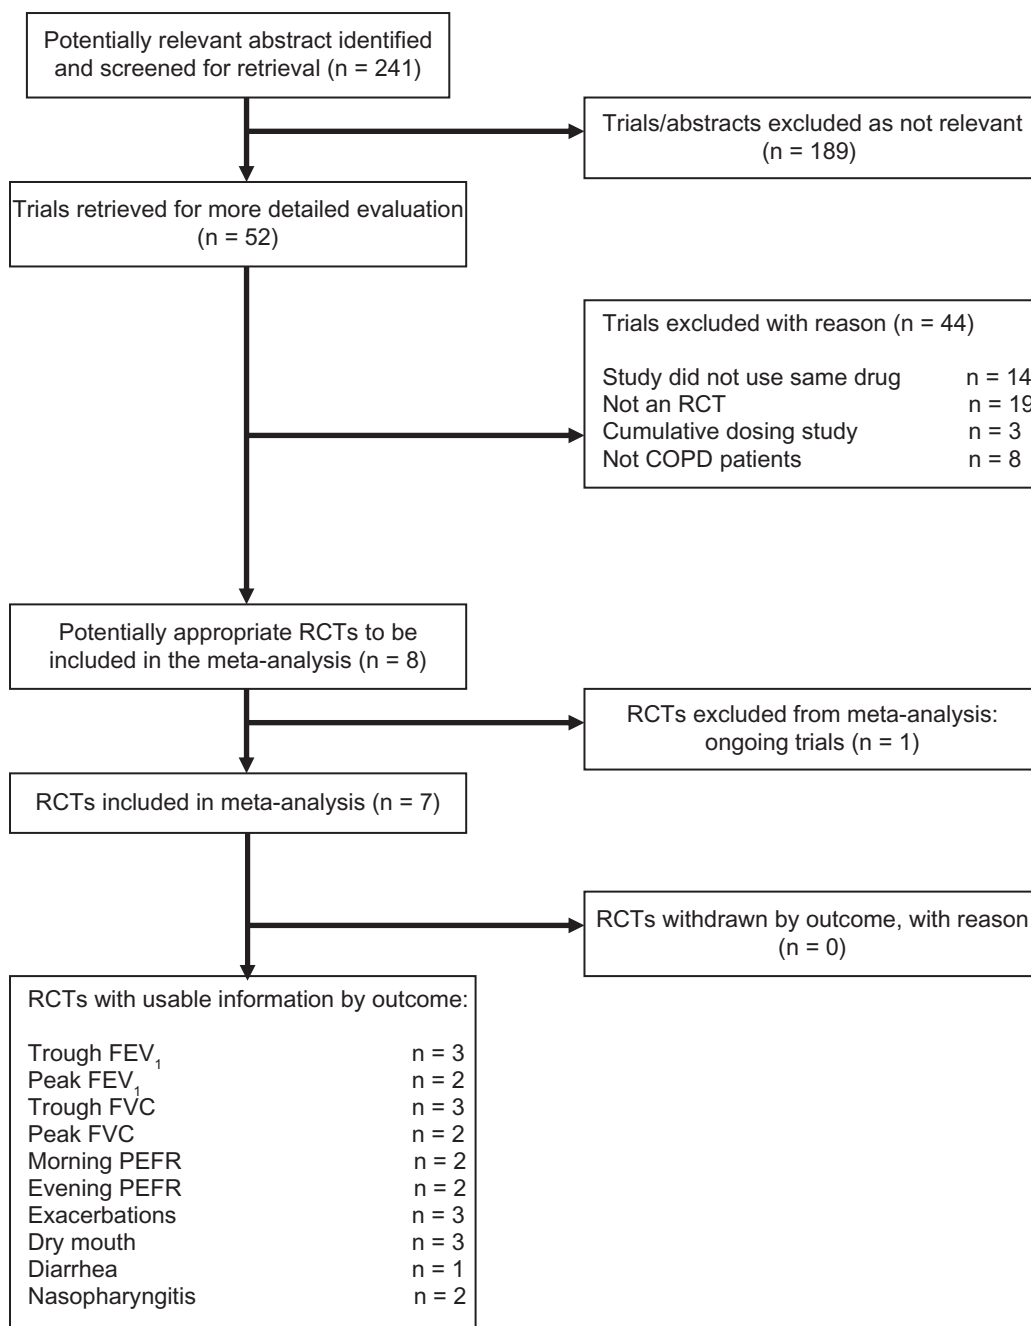 Potentially relevant abstract identified
and screened for retrieval (n = 241)
Trials/abstracts excluded as not relevant
(n = 189)
Trials retrieved for more detailed evaluation
(n = 52)
Trials excluded with reason (n = 44)
Study did not use same drug n = 14
Not an RCT n = 19
Cumulative dosing study n = 3
Not COPD patients n = 8
Potentially appropriate RCTs to be
included in the meta-analysis (n = 8)
RCTs excluded from meta-analysis:
ongoing trials (n = 1)
RCTs included in meta-analysis (n = 7)
RCTs withdrawn by outcome, with reason
(n = 0)
RCTs with usable information by outcome:
Trough FEV₁ n = 3
Peak FEV₁ n = 2
Trough FVC n = 3
Peak FVC n = 2
Morning PEFR n = 2
Evening PEFR n = 2
Exacerbations n = 3
Dry mouth n = 3
Diarrhea n = 1
Nasopharyngitis n = 2